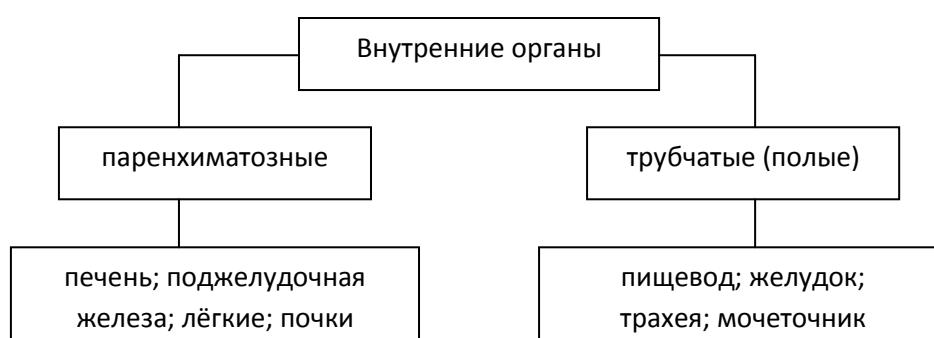 Внутренние органы
паренхиматозные
трубчатые (полые)
печень; поджелудочная
железа; лёгкие; почки
пищевод; желудок;
трахея; мочеточник